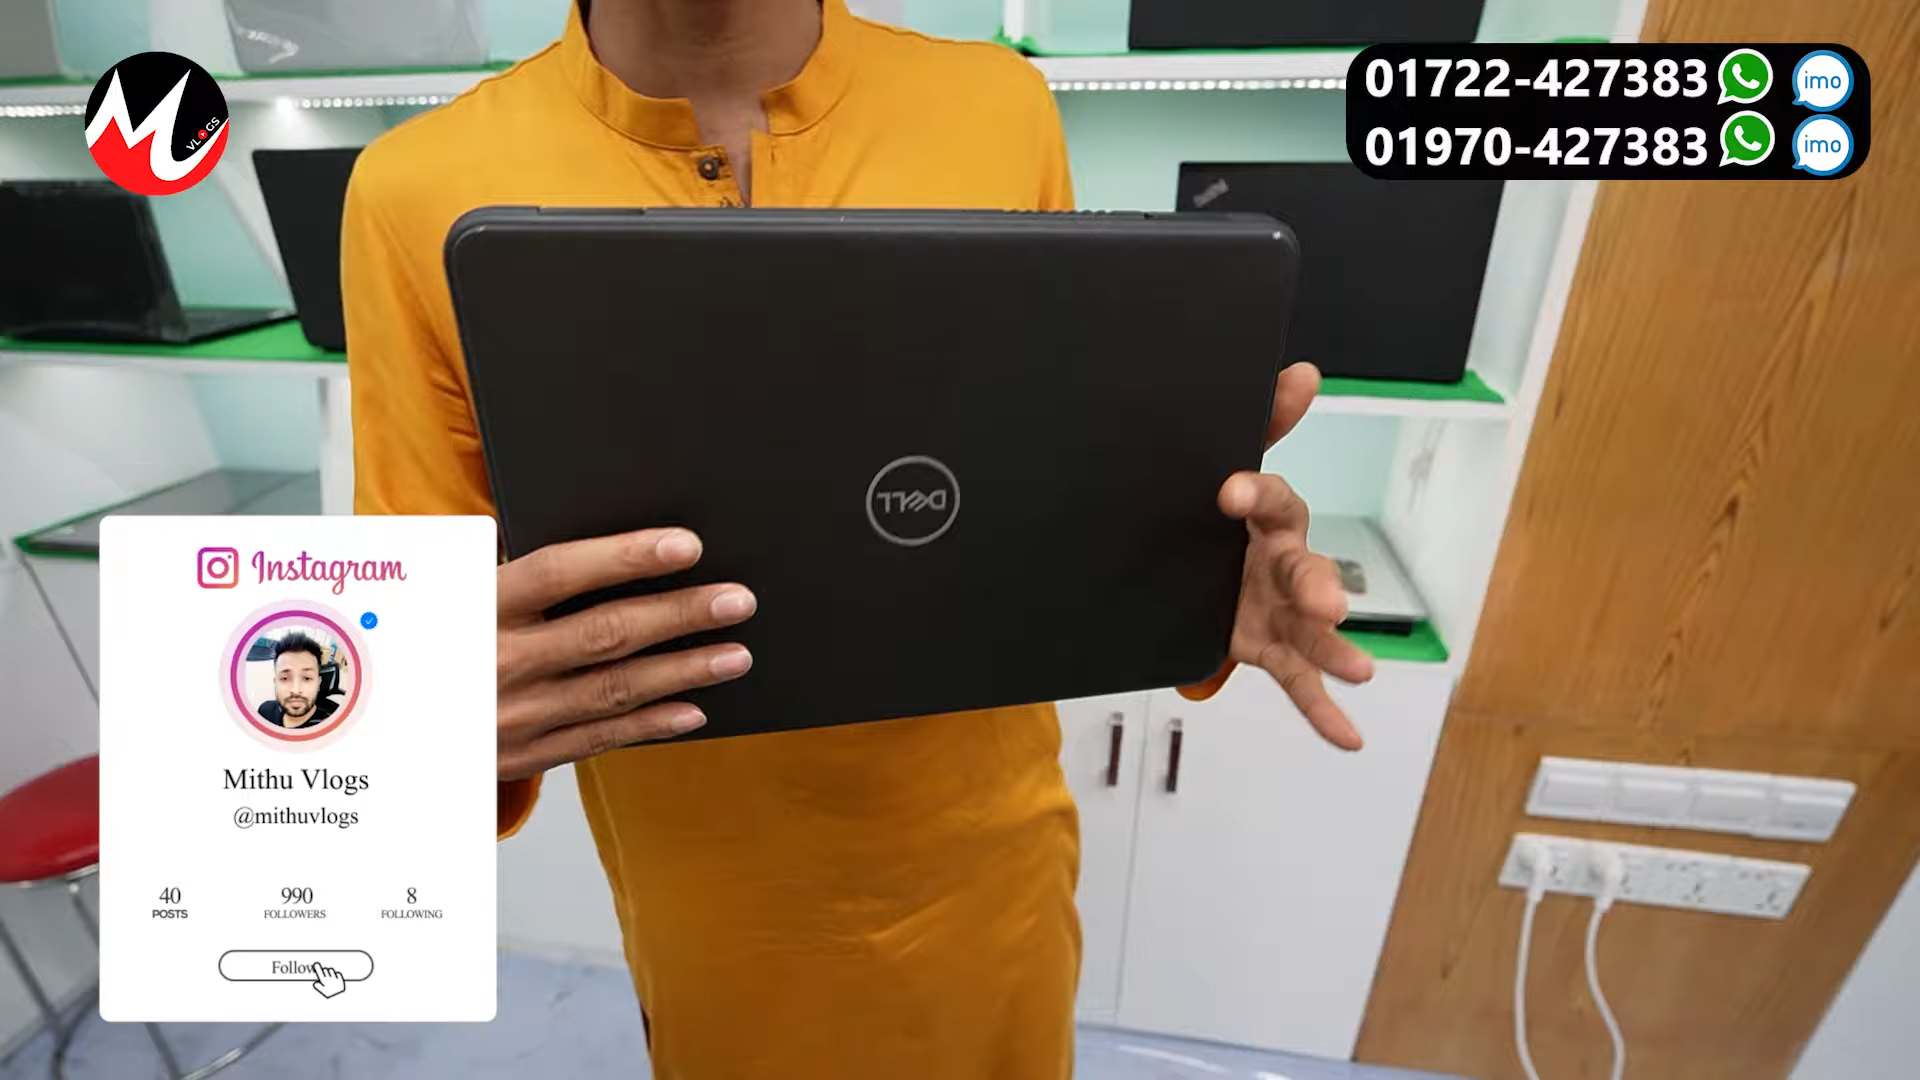 M
VLOGS
01722-427383 imo
01970-427383 imo
DELL
Instagram
Mithu Vlogs
@mithuvlogs
40 990 8
POSTS FOLLOWERS FOLLOWING
Follow